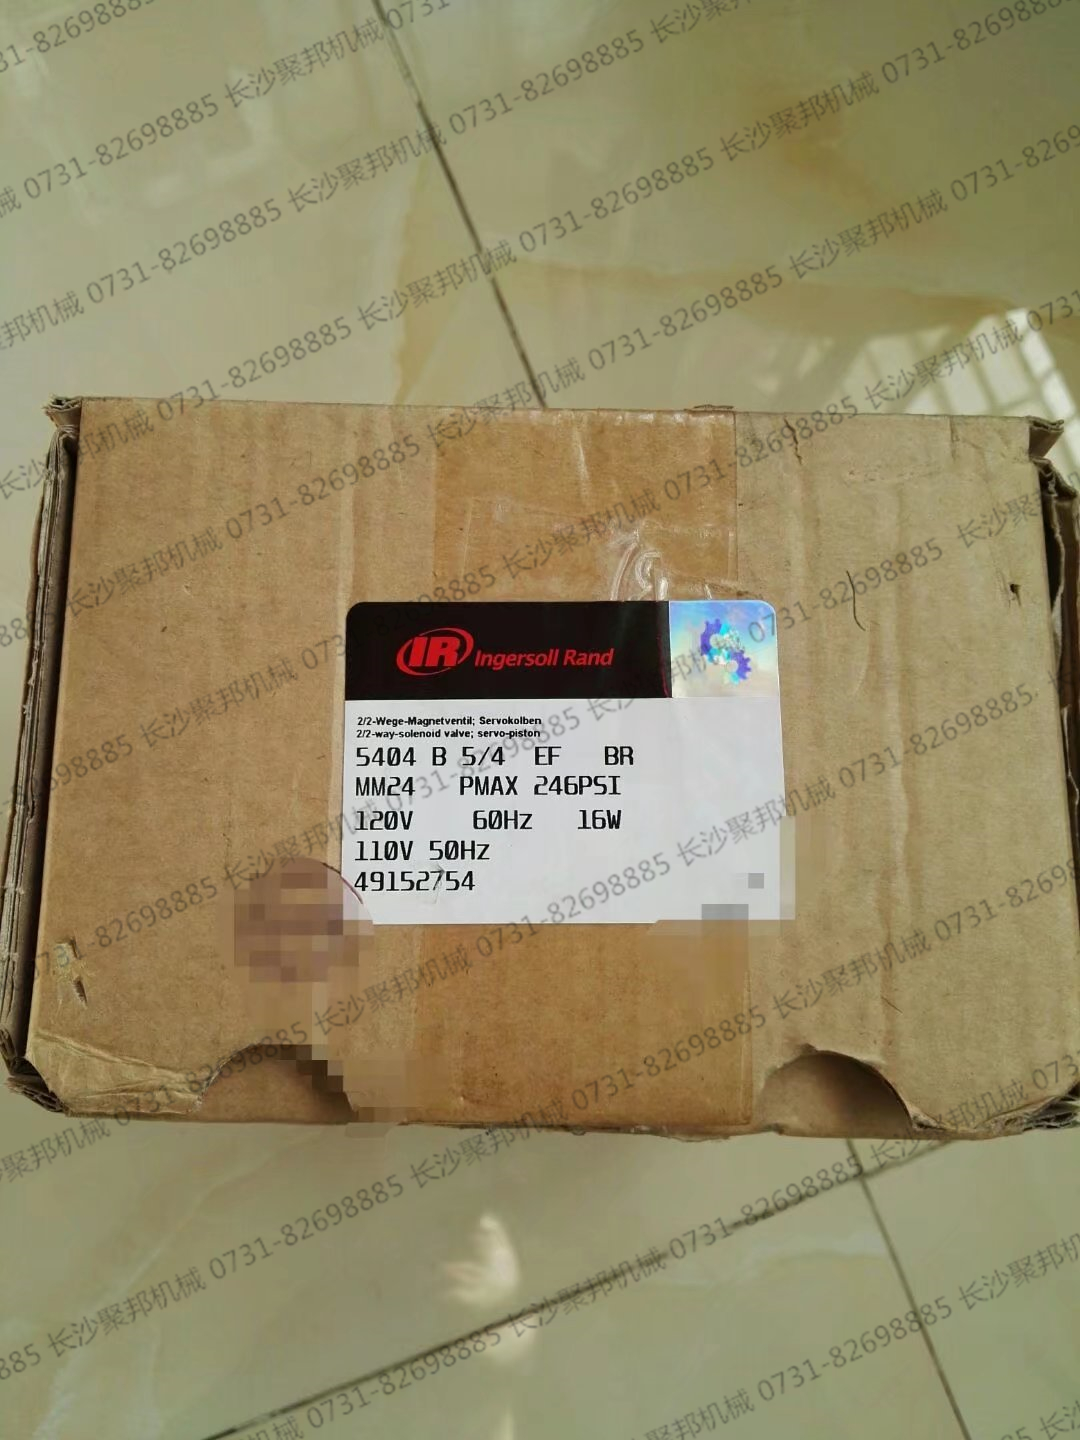 IR Ingersoll Rand
2/2-Wege-Magnetventil; Servokolben
2/2-way-solenoid valve; servo-piston
5404 B 5/4 EF BR
MM24 PMAX 246PSI
120V 60Hz 16W
110V 50Hz
49152754
长沙聚邦机械 0731-82698885